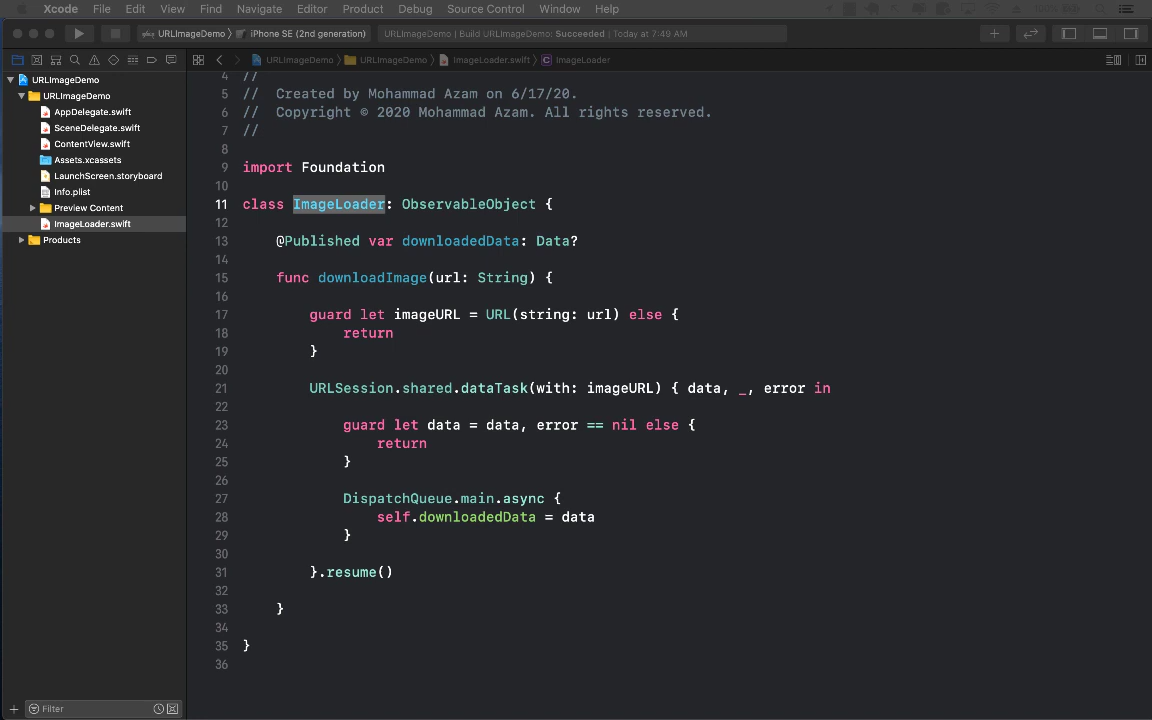 Xcode File Edit View Find Navigate Editor Product Debug Source Control Window Help
URLImageDemo 〉 iPhone SE (2nd generation)
URLImageDemo | Build URLImageDemo: Succeeded | Today at 7:49 AM
URLImageDemo 〉 URLImageDemo 〉 ImageLoader.swift 〉 C ImageLoader
URLImageDemo
URLImageDemo
AppDelegate.swift
SceneDelegate.swift
ContentView.swift
Assets.xcassets
LaunchScreen.storyboard
Info.plist
Preview Content
ImageLoader.swift
Products
Filter
4 //
5 //  Created by Mohammad Azam on 6/17/20.
6 //  Copyright © 2020 Mohammad Azam. All rights reserved.
7 //
8
9 import Foundation
10
11 class ImageLoader: ObservableObject {
12
13     @Published var downloadedData: Data?
14
15     func downloadImage(url: String) {
16
17         guard let imageURL = URL(string: url) else {
18             return
19         }
20
21         URLSession.shared.dataTask(with: imageURL) { data, _, error in
22
23             guard let data = data, error == nil else {
24                 return
25             }
26
27             DispatchQueue.main.async {
28                 self.downloadedData = data
29             }
30
31         }.resume()
32
33     }
34
35 }
36